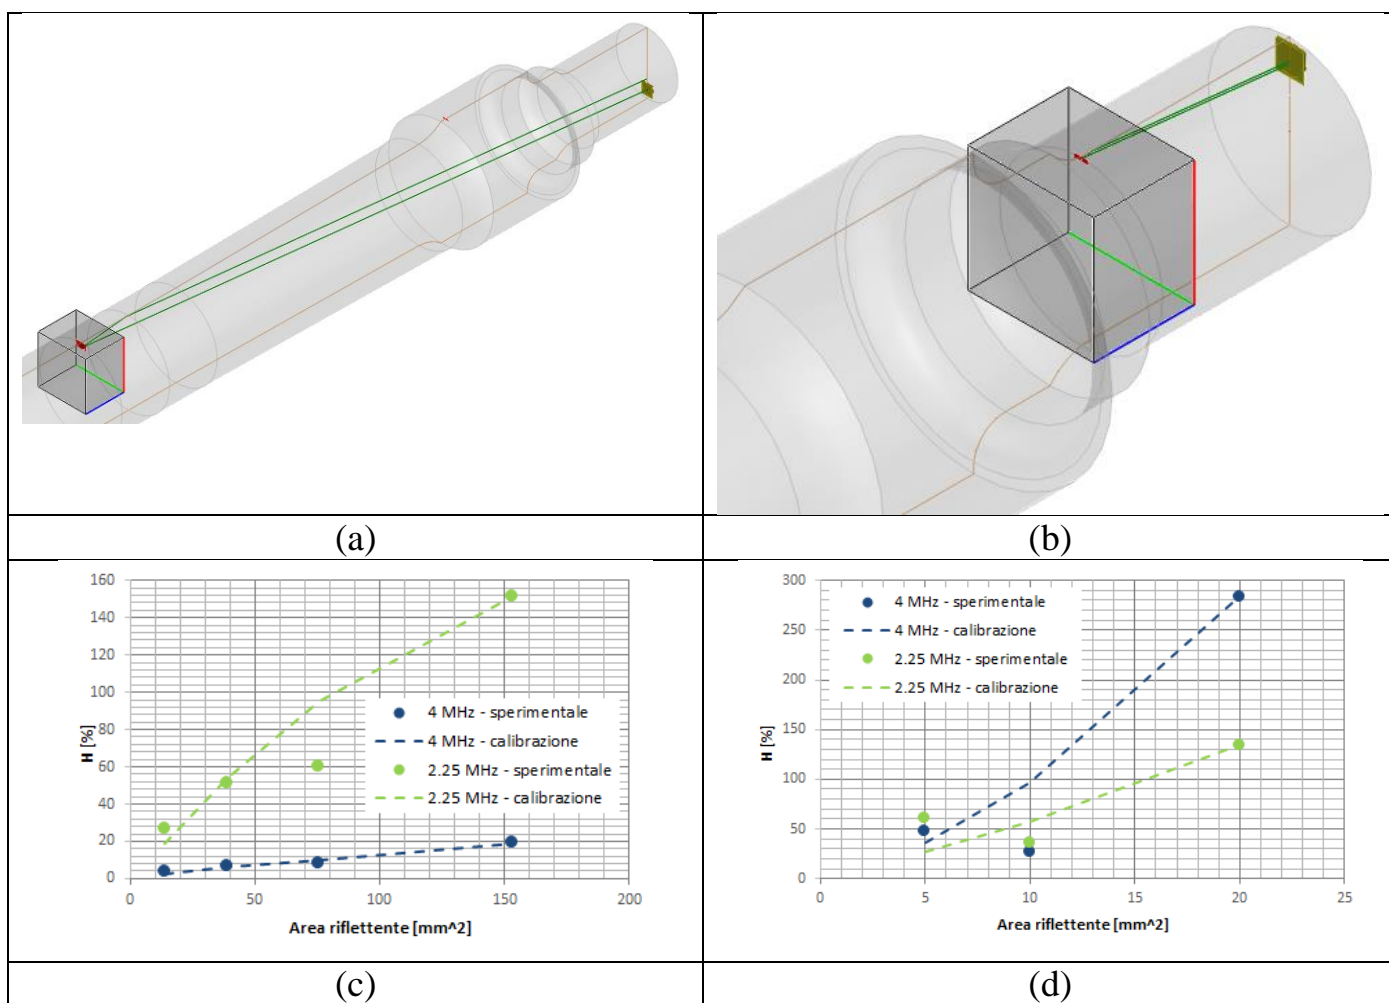 (a)
(b)
160
140
120
100
80
60
40
20
0
0
50
100
150
200
H [%]
Area riflettente [mm^2]
4 MHz - sperimentale
4 MHz - calibrazione
2.25 MHz - sperimentale
2.25 MHz - calibrazione
300
250
200
150
100
50
0
0
5
10
15
20
25
H [%]
Area riflettente [mm^2]
4 MHz - sperimentale
4 MHz - calibrazione
2.25 MHz - sperimentale
2.25 MHz - calibrazione
(c)
(d)